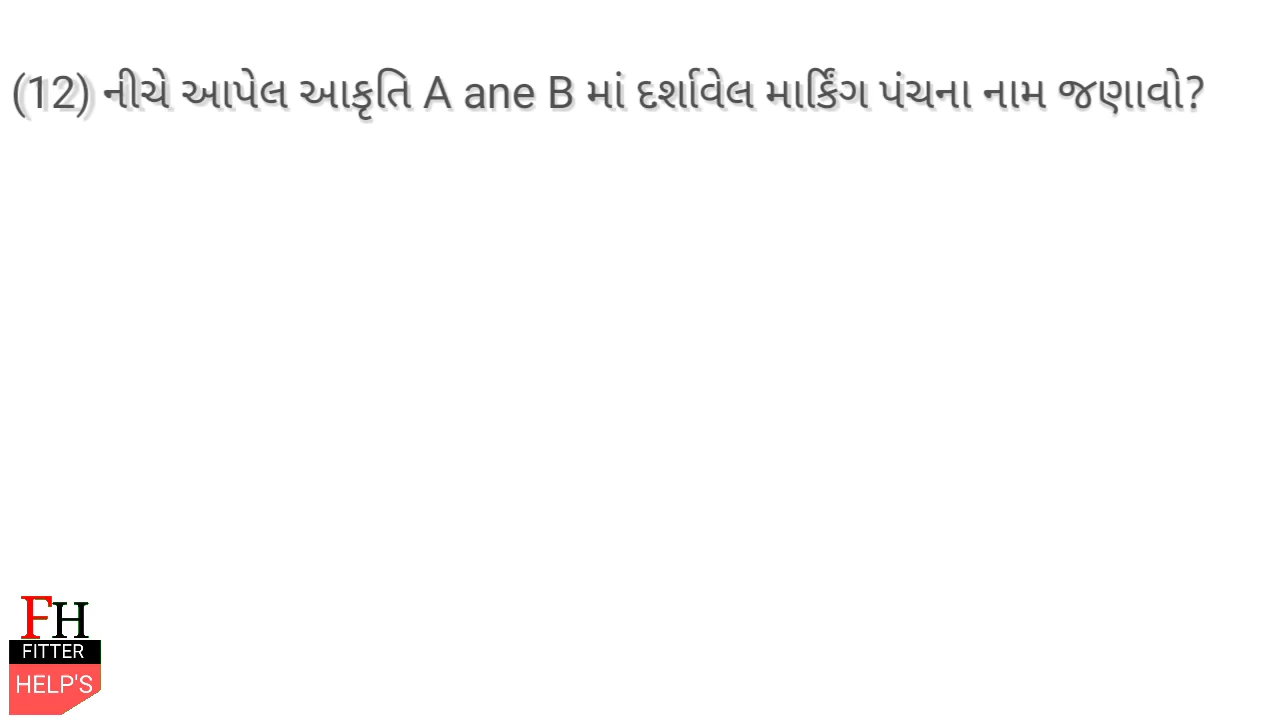 (12) નીચે આપેલ આકૃતિ A ane B માં દર્શાવેલ માર્કિંગ પંચના નામ જણાવો?
FH
FITTER
HELP'S